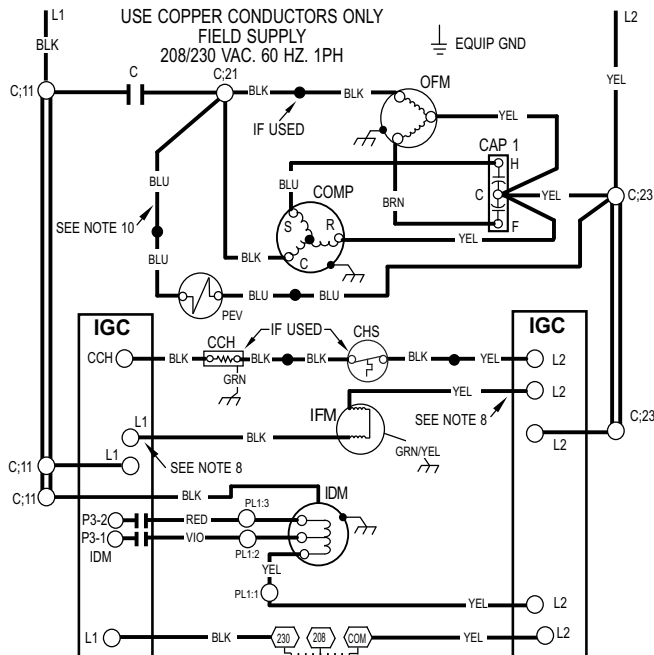 USE COPPER CONDUCTORS ONLY
FIELD SUPPLY
208/230 VAC. 60 HZ. 1PH
L1
L2
EQUIP GND
BLK
YEL
C
C;21
C;11
BLK
BLK
OFM
IF USED
YEL
CAP 1
H
BLU
BLU
COMP
C
YEL
C;23
SEE NOTE 10
S
R
BRN
F
YEL
BLU
BLK
C
BLU
BLU
PEV
IGC
IGC
IF USED
CHS
CCH
CCH
BLK
BLK
BLK
BLK
YEL
L2
GRN
YEL
L2
IFM
SEE NOTE 8
L1
BLK
GRN/YEL
L2
C;23
SEE NOTE 8
C;11
L1
C;11
BLK
IDM
P3-2
RED
PL1:3
P3-1
VIO
PL1:2
IDM
YEL
PL1:1
YEL
L2
L1
BLK
230
208
COM
YEL
L2